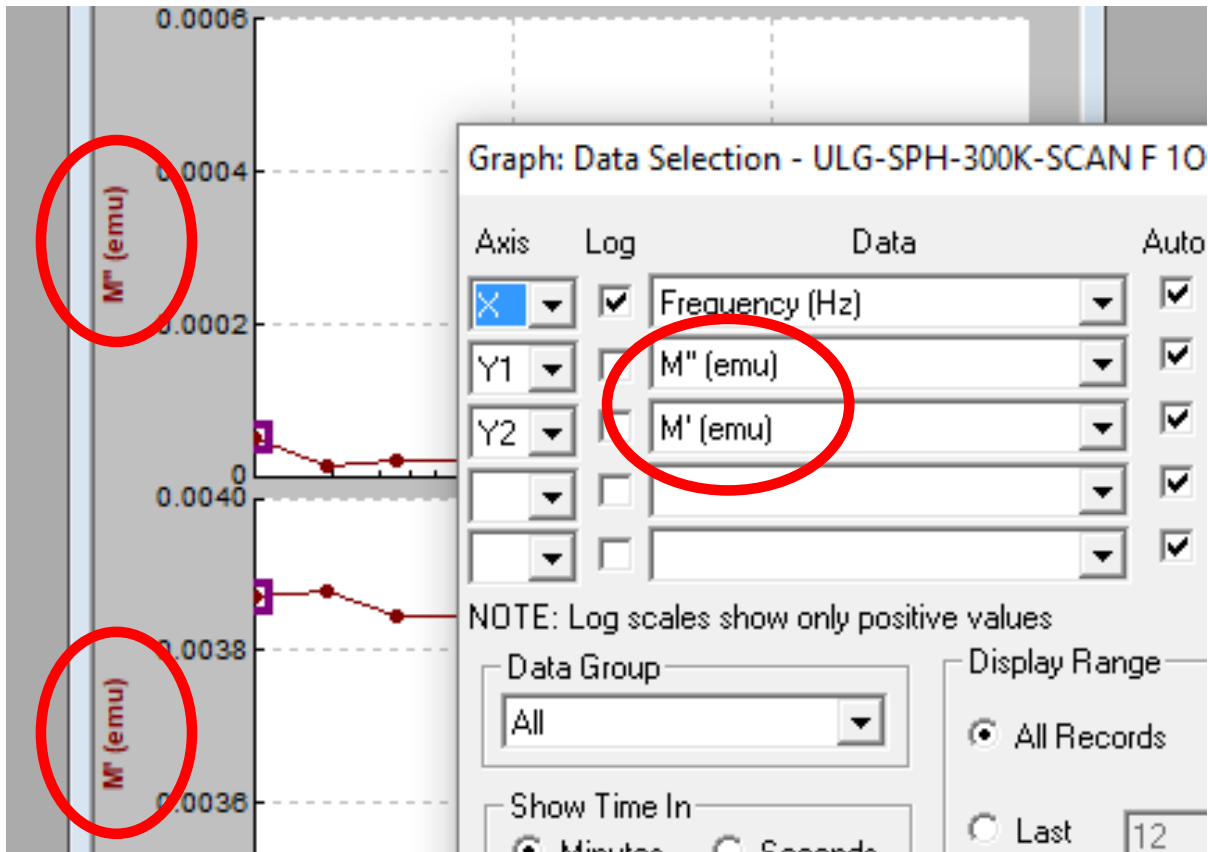 0.0006
0.0004
M" (emu)
0.0002
0
0.0040
0.0038
M' (emu)
0.0036
Graph: Data Selection - ULG-SPH-300K-SCAN F 1O
Axis Log Data Auto
X Frequency (Hz)
Y1 M" (emu)
Y2 M' (emu)
NOTE: Log scales show only positive values
Data Group
All
Display Range
All Records
Show Time In
Minutes Seconds
Last 12